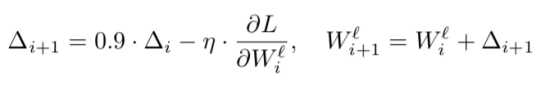 Δ_{i+1} = 0.9 · Δ_i − η · ∂L/∂W_i^ℓ, W_{i+1}^ℓ = W_i^ℓ + Δ_{i+1}